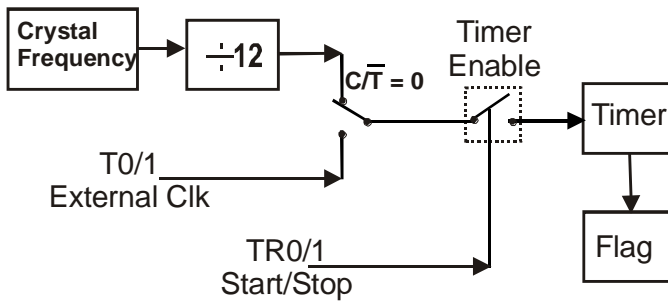 Crystal
Frequency
÷12
C/T̅ = 0
Timer
Enable
Timer
T0/1
External Clk
TR0/1
Start/Stop
Flag